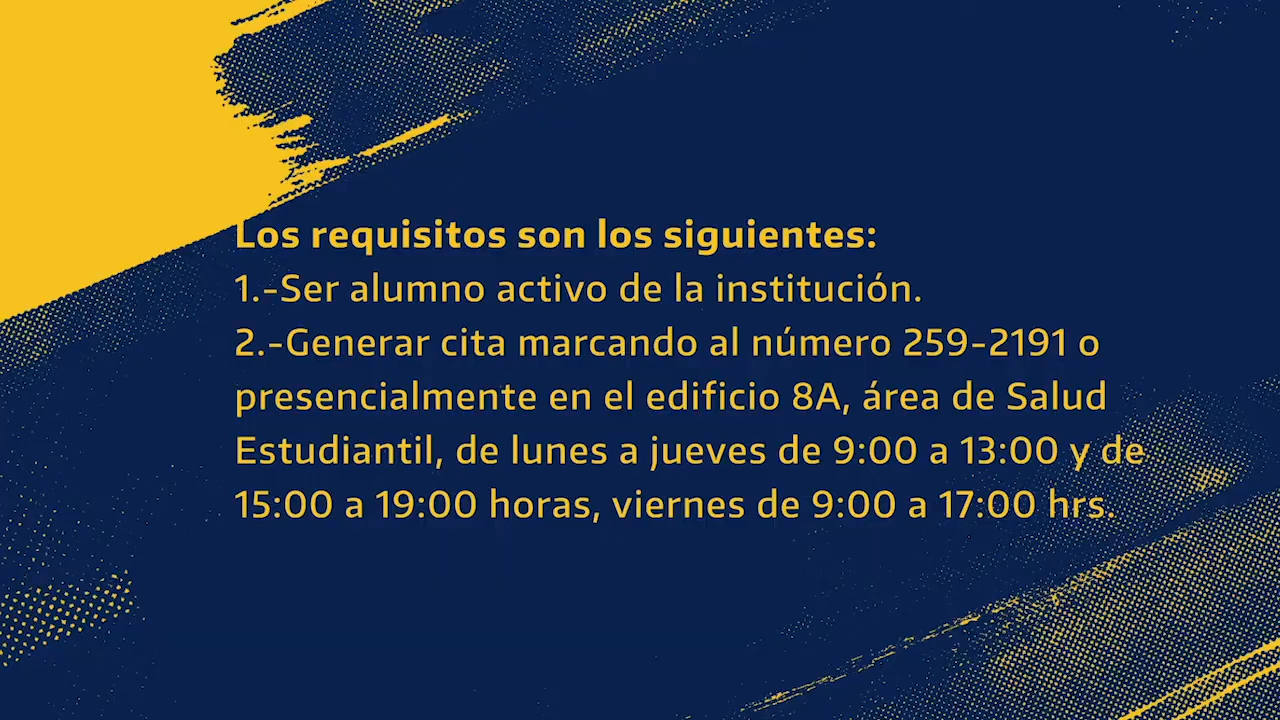 Los requisitos son los siguientes:
1.-Ser alumno activo de la institución.
2.-Generar cita marcando al número 259-2191 o
presencialmente en el edificio 8A, área de Salud
Estudiantil, de lunes a jueves de 9:00 a 13:00 y de
15:00 a 19:00 horas, viernes de 9:00 a 17:00 hrs.